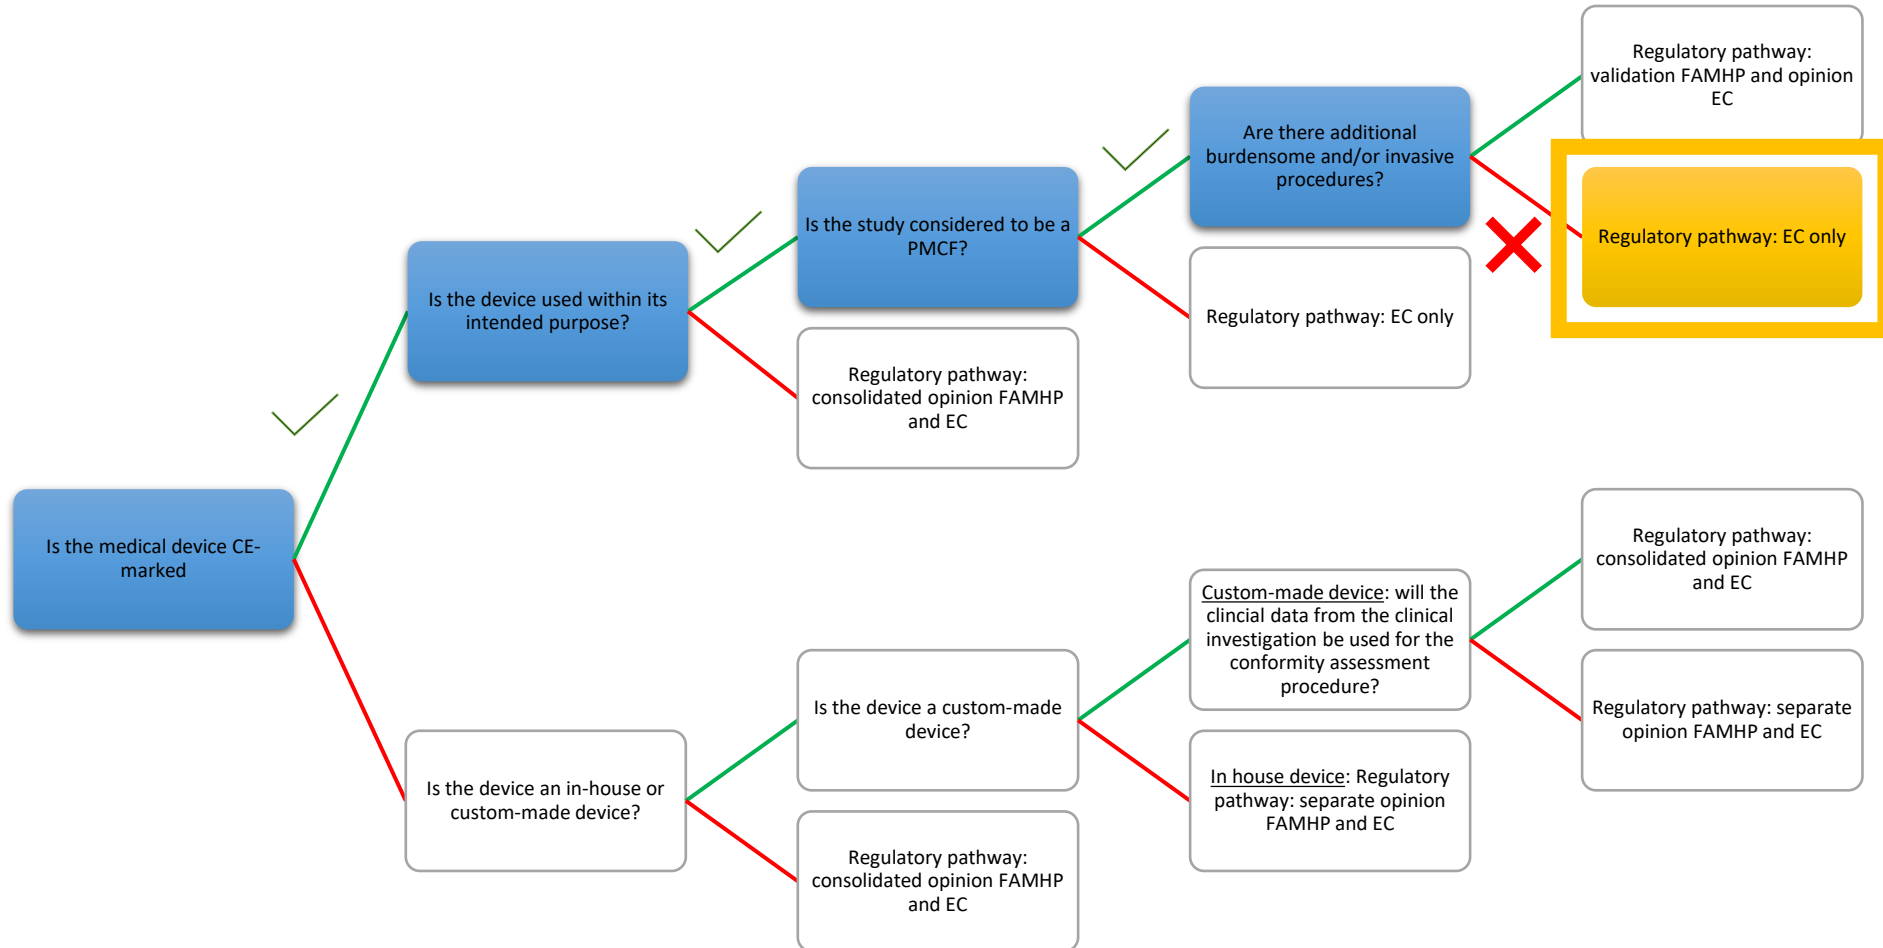 Regulatory pathway:
validation FAMHP and opinion
EC
Are there additional
burdensome and/or invasive
procedures?
Is the study considered to be a
PMCF?
Regulatory pathway: EC only
Is the device used within its
intended purpose?
Regulatory pathway: EC only
Regulatory pathway:
consolidated opinion FAMHP
and EC
Is the medical device CE-
marked
Regulatory pathway:
consolidated opinion FAMHP
and EC
Custom-made device: will the
clincial data from the clinical
investigation be used for the
conformity assessment
procedure?
Is the device a custom-made
device?
Regulatory pathway: separate
opinion FAMHP and EC
Is the device an in-house or
custom-made device?
In house device: Regulatory
pathway: separate opinion
FAMHP and EC
Regulatory pathway:
consolidated opinion FAMHP
and EC